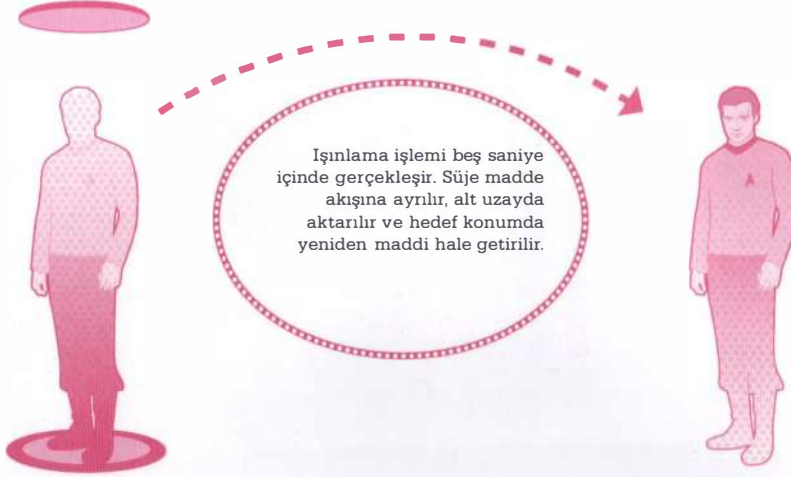 Işınlama işlemi beş saniye
içinde gerçekleşir. Süje madde
akışına ayrılır, alt uzayda
aktarılır ve hedef konumda
yeniden maddi hale getirilir.